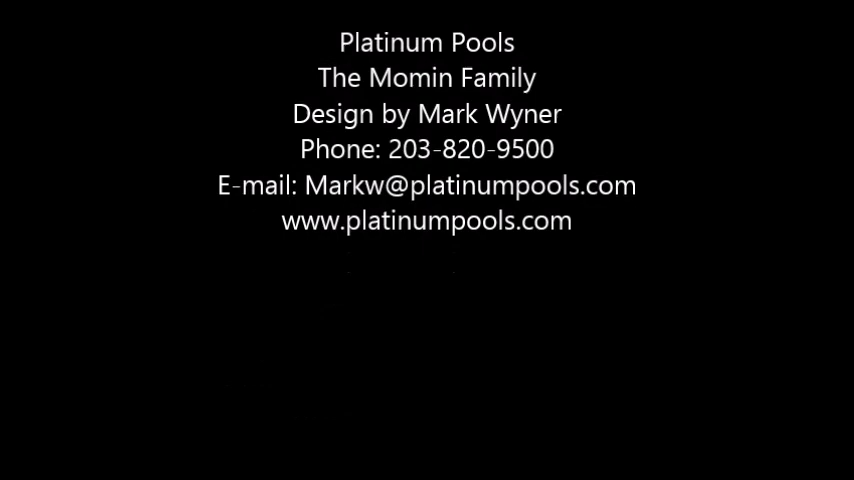 Platinum Pools
The Momin Family
Design by Mark Wyner
Phone: 203-820-9500
E-mail: Markw@platinumpools.com
www.platinumpools.com